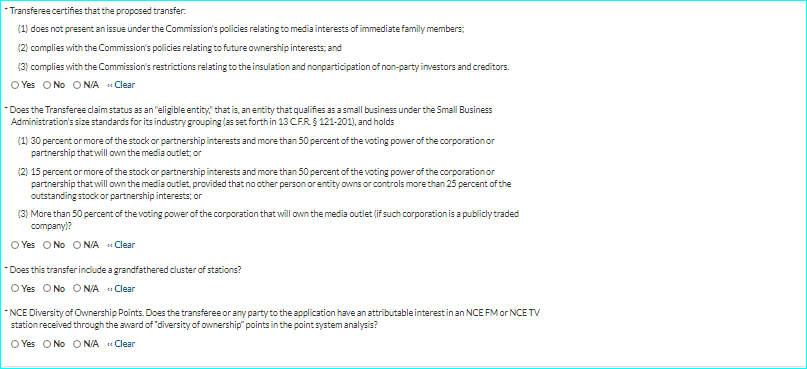 * Transferee certifies that the proposed transfer:
(1) does not present an issue under the Commission's policies relating to media interests of immediate family members;
(2) complies with the Commission's policies relating to future ownership interests; and
(3) complies with the Commission's restrictions relating to the insulation and nonparticipation of non-party investors and creditors.
Yes No N/A «Clear
* Does the Transferee claim status as an "eligible entity," that is, an entity that qualifies as a small business under the Small Business
Administration's size standards for its industry grouping (as set forth in 13 C.F.R. § 121-201), and holds
(1) 30 percent or more of the stock or partnership interests and more than 50 percent of the voting power of the corporation or
partnership that will own the media outlet; or
(2) 15 percent or more of the stock or partnership interests and more than 50 percent of the voting power of the corporation or
partnership that will own the media outlet, provided that no other person or entity owns or controls more than 25 percent of the
outstanding stock or partnership interests; or
(3) More than 50 percent of the voting power of the corporation that will own the media outlet (if such corporation is a publicly traded
company)?
Yes No N/A «Clear
* Does this transfer include a grandfathered cluster of stations?
Yes No N/A «Clear
* NCE Diversity of Ownership Points. Does the transferee or any party to the application have an attributable interest in an NCE FM or NCE TV
station received through the award of "diversity of ownership" points in the point system analysis?
Yes No N/A «Clear